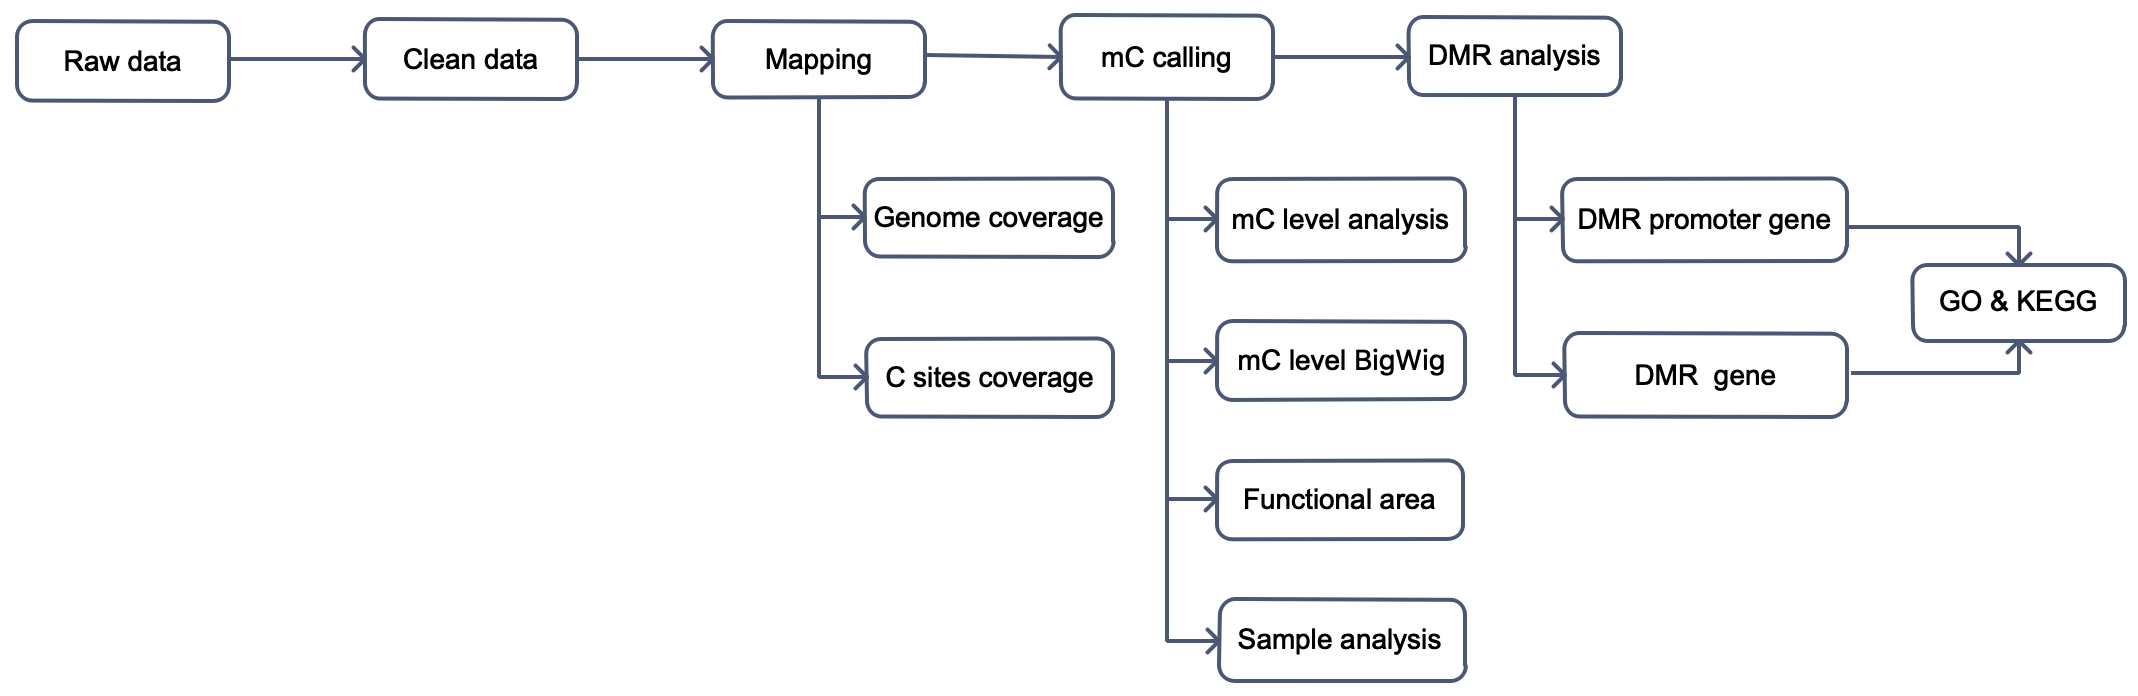 Raw data
Clean data
Mapping
mC calling
DMR analysis
Genome coverage
mC level analysis
DMR promoter gene
GO & KEGG
C sites coverage
mC level BigWig
DMR  gene
Functional area
Sample analysis